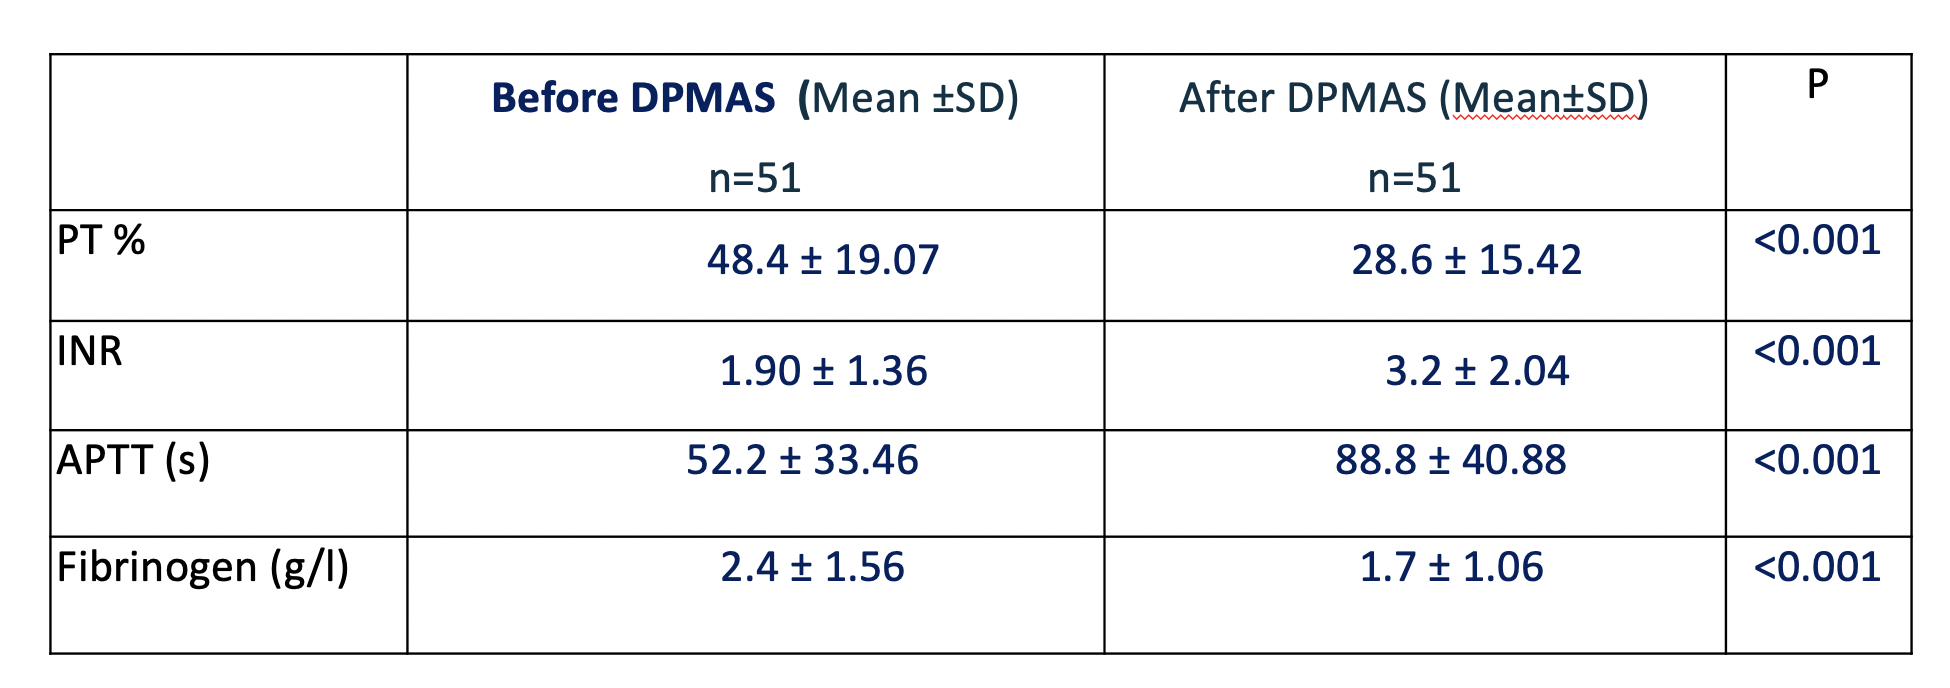 Before DPMAS (Mean ±SD)
n=51
After DPMAS (Mean±SD)
n=51
P
PT %
48.4 ± 19.07
28.6 ± 15.42
<0.001
INR
1.90 ± 1.36
3.2 ± 2.04
<0.001
APTT (s)
52.2 ± 33.46
88.8 ± 40.88
<0.001
Fibrinogen (g/l)
2.4 ± 1.56
1.7 ± 1.06
<0.001